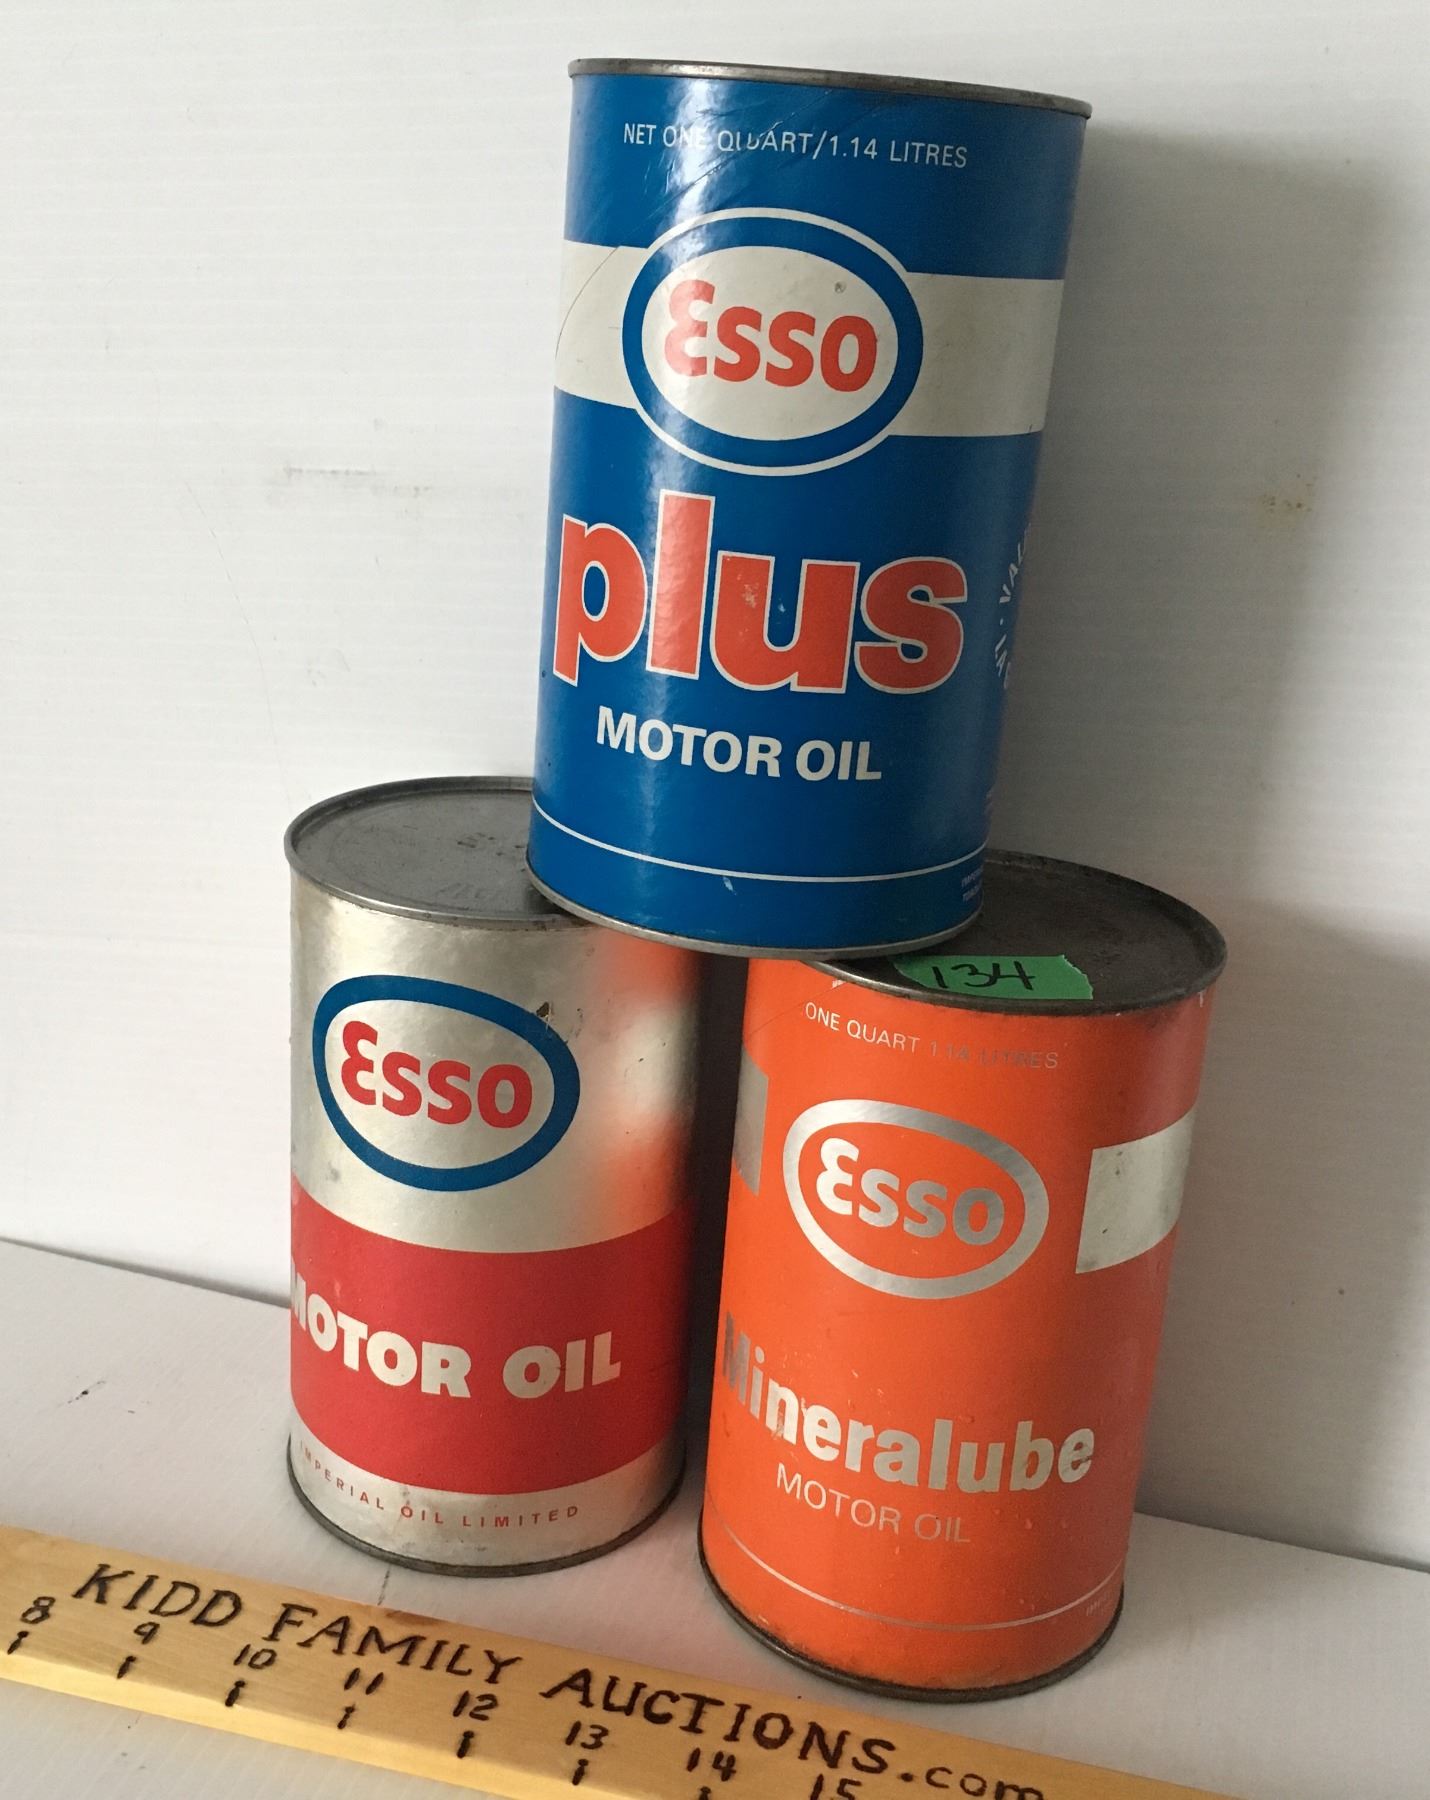 NET ONE QUART/1.14 LITRES
Esso
plus
MOTOR OIL
Esso
MOTOR OIL
IMPERIAL OIL LIMITED
134
ONE QUART 1.14 LITRES
Esso
Mineralube
MOTOR OIL
KIDD FAMILY AUCTIONS.com
8 9 10 11 12 13 14 15